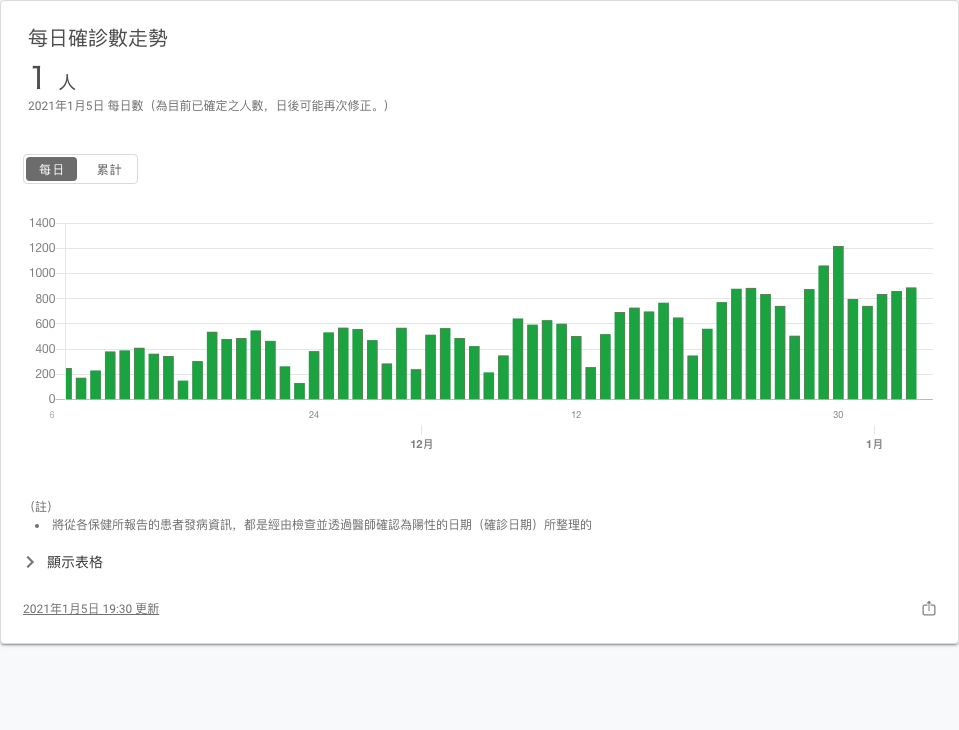 每日確診數走勢
1 人
2021年1月5日 每日數（為目前已確定之人數，日後可能再次修正。）
每日 累計
1400
1200
1000
800
600
400
200
0
6 24 12 30
12月 1月
（註）
• 將從各保健所報告的患者發病資訊，都是經由檢查並透過醫師確認為陽性的日期（確診日期）所整理的
顯示表格
2021年1月5日 19:30 更新